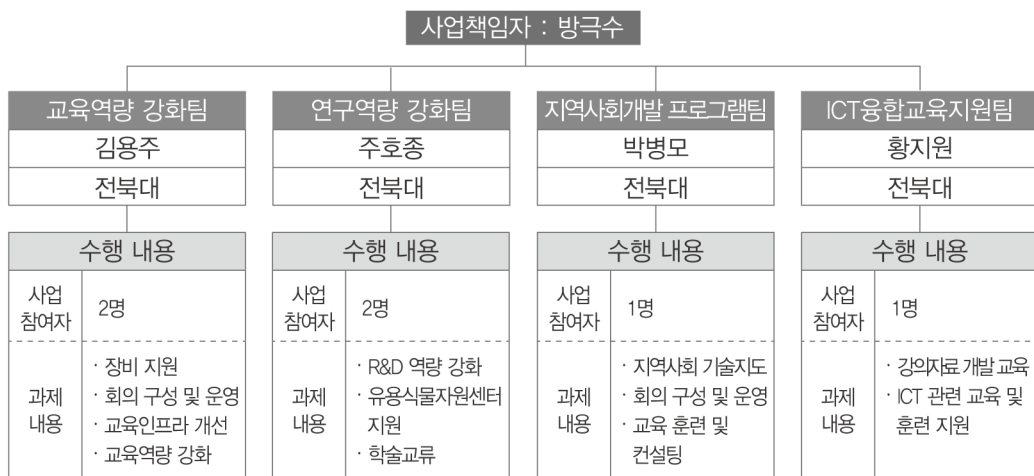 사업책임자 : 방극수
교육역량 강화팀
김용주
전북대
수행 내용
사업
참여자
2명
과제
내용
· 장비 지원
· 회의 구성 및 운영
· 교육인프라 개선
· 교육역량 강화
연구역량 강화팀
주호종
전북대
수행 내용
사업
참여자
2명
과제
내용
· R&D 역량 강화
· 유용식물자원센터
지원
· 학술교류
지역사회개발 프로그램팀
박병모
전북대
수행 내용
사업
참여자
1명
과제
내용
· 지역사회 기술지도
· 회의 구성 및 운영
· 교육 훈련 및
컨설팅
ICT융합교육지원팀
황지원
전북대
수행 내용
사업
참여자
1명
과제
내용
· 강의자료 개발 교육
· ICT 관련 교육 및
훈련 지원